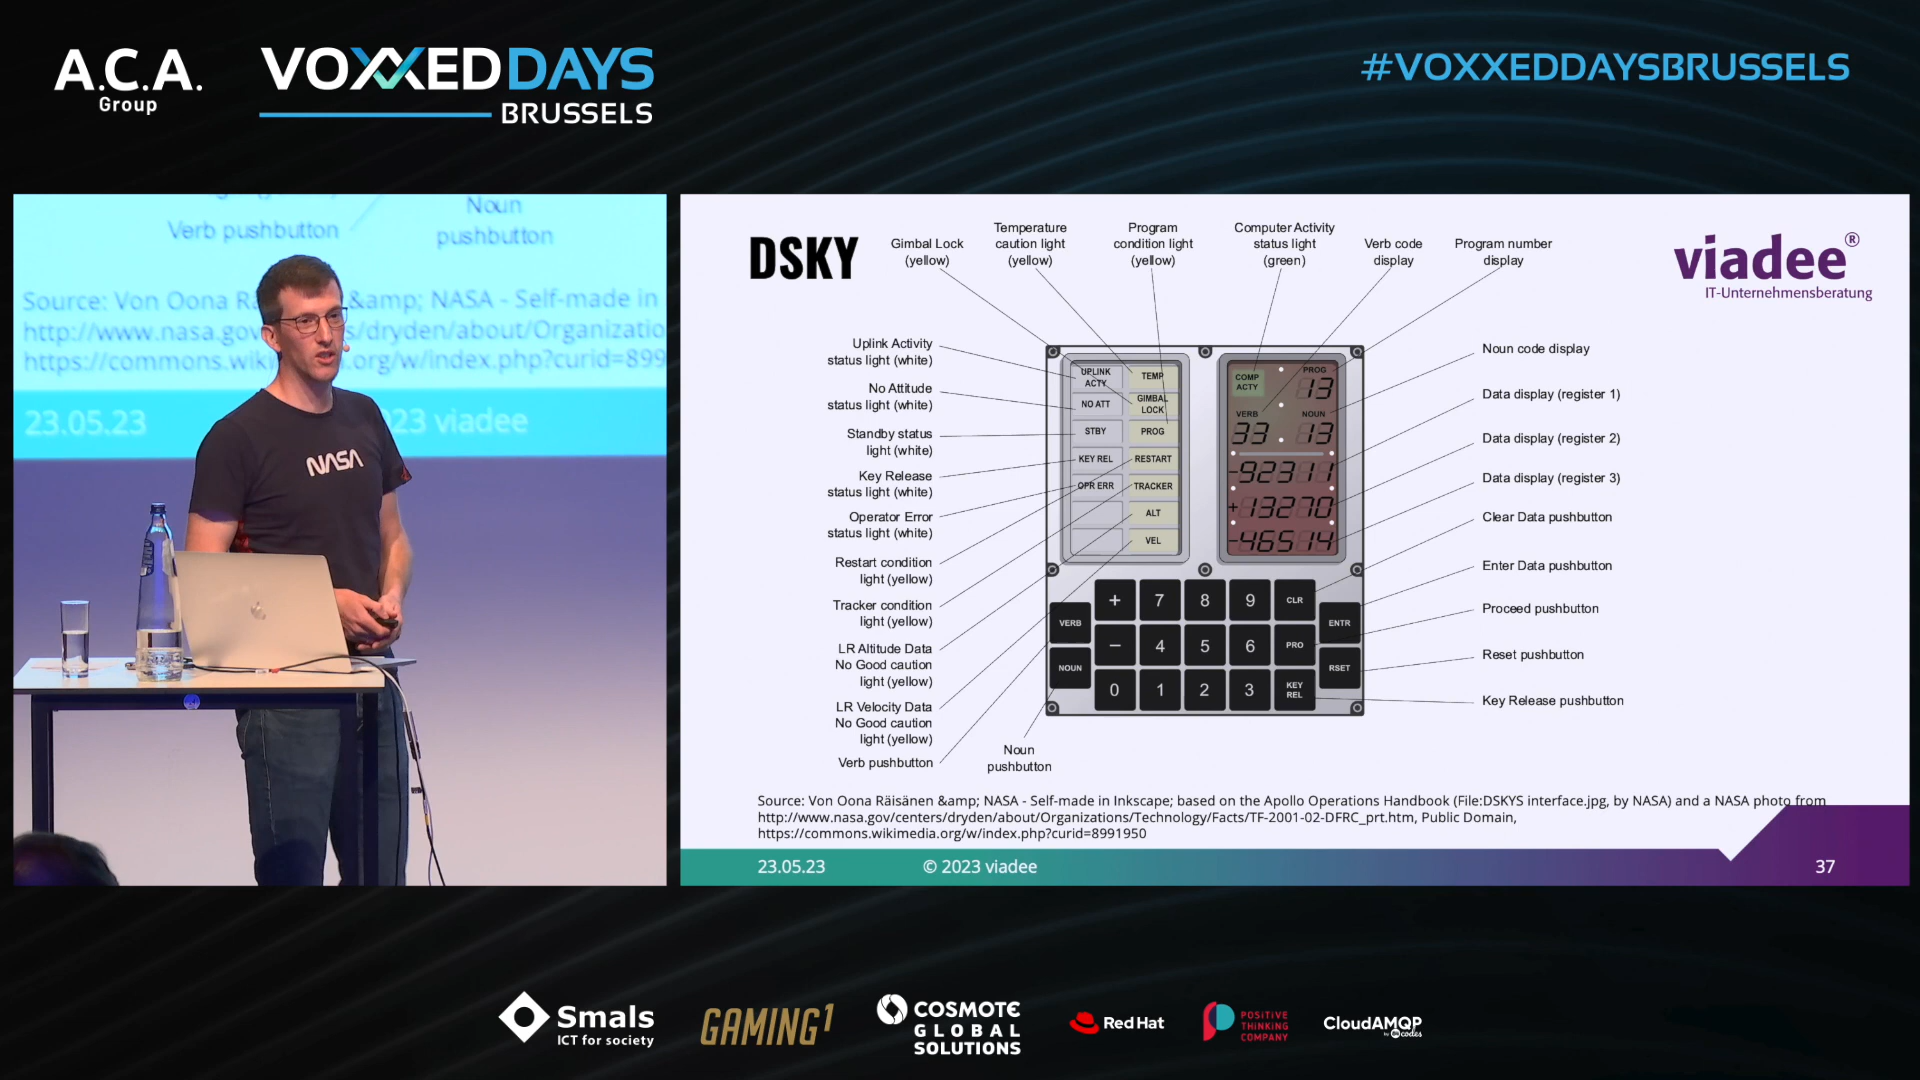 A.C.A.
Group
VOXXEDDAYS
BRUSSELS
#VOXXEDDAYSBRUSSELS
Noun
pushbutton
Verb pushbutton
Source: Von Oona R &amp; NASA - Self-made in
http://www.nasa.gov s/dryden/about/Organizatio
https://commons.wiki .org/w/index.php?curid=899
23.05.23
23 viadee
NASA
DSKY
viadee®
IT-Unternehmensberatung
Gimbal Lock
(yellow)
Temperature
caution light
(yellow)
Program
condition light
(yellow)
Computer Activity
status light
(green)
Verb code
display
Program number
display
Uplink Activity
status light (white)
No Attitude
status light (white)
Standby status
light (white)
Key Release
status light (white)
Operator Error
status light (white)
Restart condition
light (yellow)
Tracker condition
light (yellow)
LR Altitude Data
No Good caution
light (yellow)
LR Velocity Data
No Good caution
light (yellow)
Verb pushbutton
Noun
pushbutton
UPLINK
ACTY
TEMP
NO ATT
GIMBAL
LOCK
STBY
PROG
KEY REL
RESTART
OPR ERR
TRACKER
ALT
VEL
COMP
ACTY
PROG
13
VERB
NOUN
33
13
-92311
+13270
-46514
VERB
NOUN
+ 7 8 9 CLR
- 4 5 6 PRO
0 1 2 3 KEY
REL
ENTR
RSET
Noun code display
Data display (register 1)
Data display (register 2)
Data display (register 3)
Clear Data pushbutton
Enter Data pushbutton
Proceed pushbutton
Reset pushbutton
Key Release pushbutton
Source: Von Oona Räisänen &amp; NASA - Self-made in Inkscape; based on the Apollo Operations Handbook (File:DSKYS interface.jpg, by NASA) and a NASA photo from
http://www.nasa.gov/centers/dryden/about/Organizations/Technology/Facts/TF-2001-02-DFRC_prt.htm, Public Domain,
https://commons.wikimedia.org/w/index.php?curid=8991950
23.05.23
© 2023 viadee
37
Smals
ICT for society
GAMING1
COSMOTE
GLOBAL
SOLUTIONS
Red Hat
POSITIVE
THINKING
COMPANY
CloudAMQP